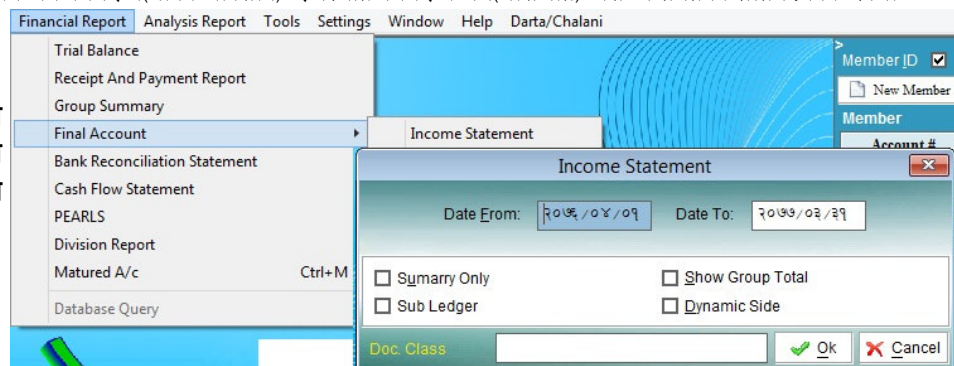 Financial Report Analysis Report Tools Settings Window Help Darta/Chalani
Trial Balance
Receipt And Payment Report
Group Summary
Final Account
Income Statement
Bank Reconciliation Statement
Cash Flow Statement
PEARLS
Division Report
Matured A/c Ctrl+M
Database Query
Member ID
New Member
Member
Account #
Income Statement
Date From: २०७६/०४/०१ Date To: २०७७/०३/३१
Sumarry Only Show Group Total
Sub Ledger Dynamic Side
Doc. Class Ok Cancel